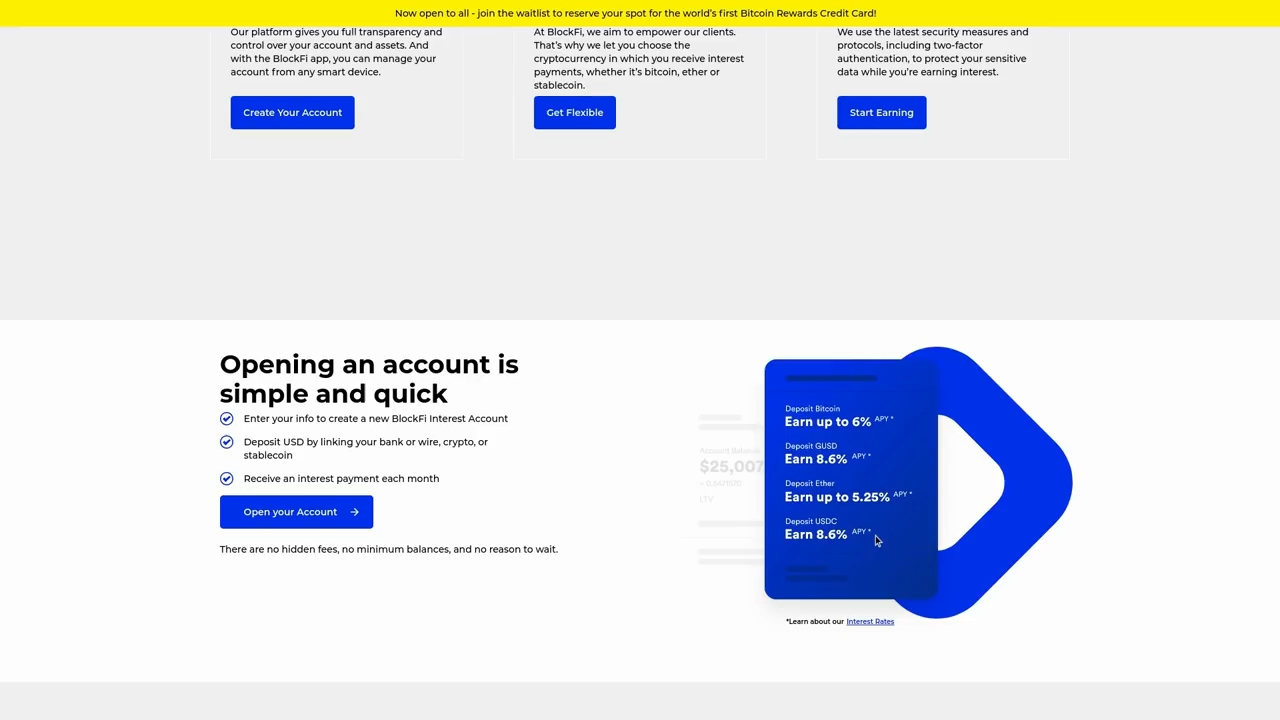 Now open to all - join the waitlist to reserve your spot for the world's first Bitcoin Rewards Credit Card!
Our platform gives you full transparency and
control over your account and assets. And
with the BlockFi app, you can manage your
account from any smart device.
Create Your Account
At BlockFi, we aim to empower our clients.
That's why we let you choose the
cryptocurrency in which you receive interest
payments, whether it's bitcoin, ether or
stablecoin.
Get Flexible
We use the latest security measures and
protocols, including two-factor
authentication, to protect your sensitive
data while you're earning interest.
Start Earning
Opening an account is
simple and quick
Enter your info to create a new BlockFi Interest Account
Deposit USD by linking your bank or wire, crypto, or
stablecoin
Receive an interest payment each month
Open your Account
There are no hidden fees, no minimum balances, and no reason to wait.
Account Balance
$25,007
LTV
Deposit Bitcoin
Earn up to 6% APY *
Deposit GUSD
Earn 8.6% APY *
Deposit Ether
Earn up to 5.25% APY *
Deposit USDC
Earn 8.6% APY *
*Learn about our Interest Rates